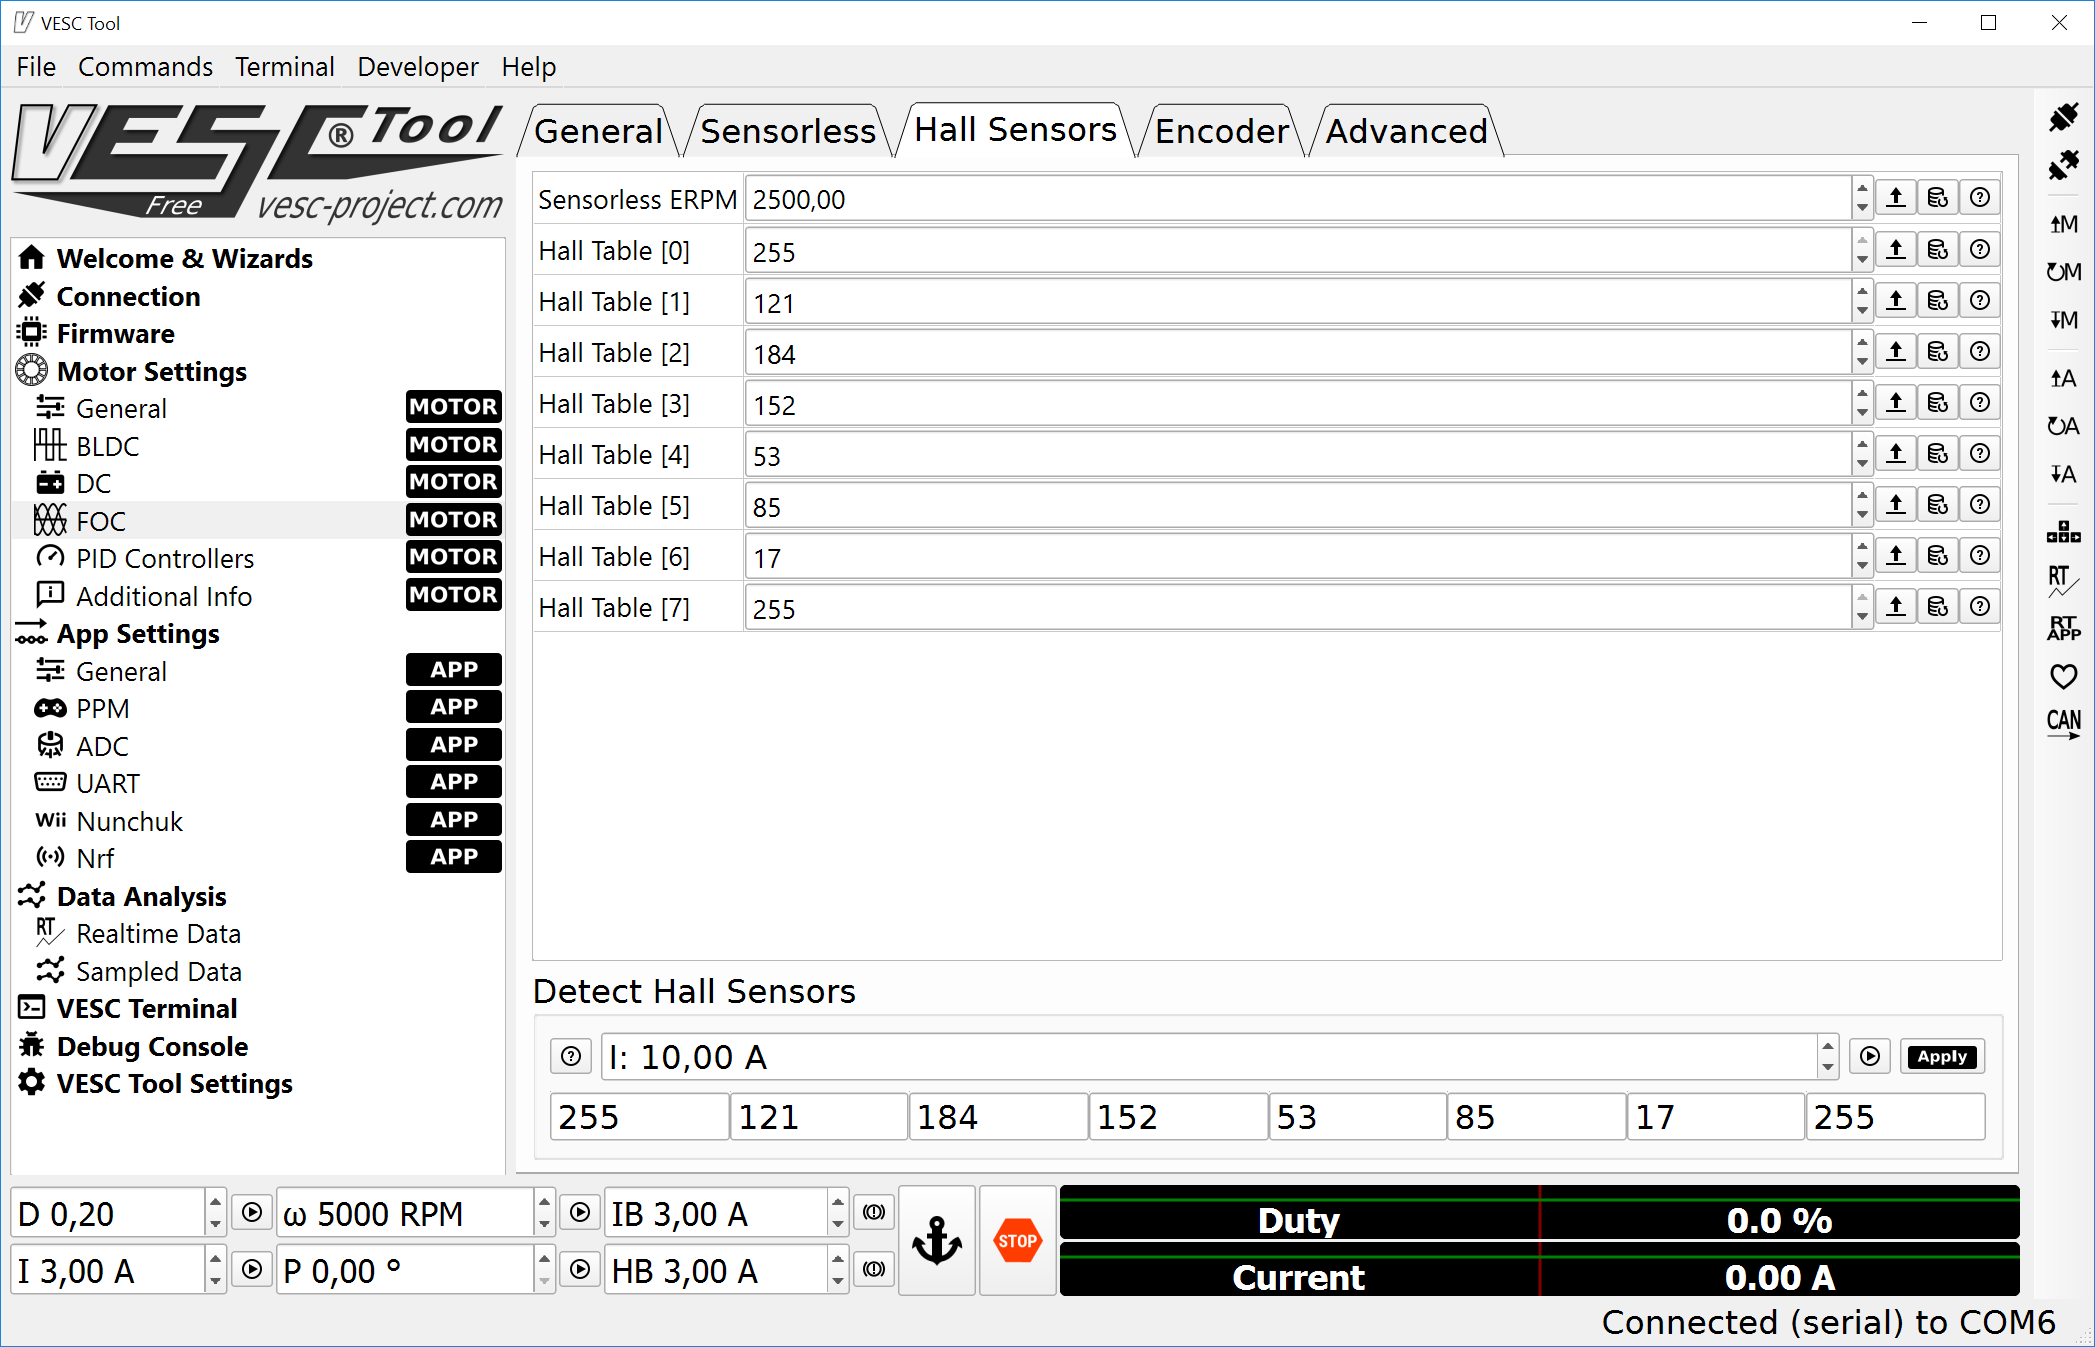 VESC Tool
File Commands Terminal Developer Help
VESC® Tool
Free vesc-project.com
Welcome & Wizards
Connection
Firmware
Motor Settings
General MOTOR
BLDC MOTOR
DC MOTOR
FOC MOTOR
PID Controllers MOTOR
Additional Info MOTOR
App Settings
General APP
PPM APP
ADC APP
UART APP
Wii Nunchuk APP
Nrf APP
Data Analysis
RT Realtime Data
Sampled Data
VESC Terminal
Debug Console
VESC Tool Settings
General Sensorless Hall Sensors Encoder Advanced
Sensorless ERPM 2500,00
Hall Table [0] 255
Hall Table [1] 121
Hall Table [2] 184
Hall Table [3] 152
Hall Table [4] 53
Hall Table [5] 85
Hall Table [6] 17
Hall Table [7] 255
Detect Hall Sensors
I: 10,00 A Apply
255 121 184 152 53 85 17 255
M
M
M
A
A
A
RT
RT
APP
CAN
D 0,20 ω 5000 RPM IB 3,00 A
I 3,00 A P 0,00 ° HB 3,00 A
STOP
Duty 0.0 %
Current 0.00 A
Connected (serial) to COM6